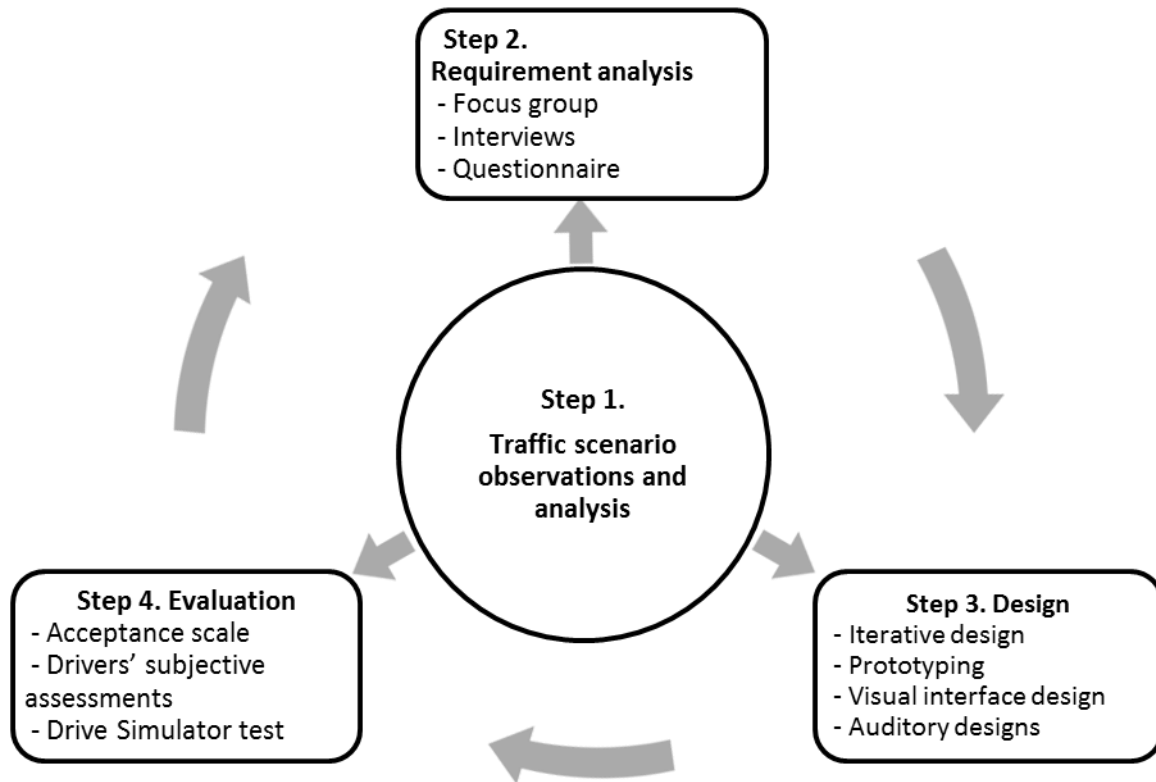 Step 2.
Requirement analysis
- Focus group
- Interviews
- Questionnaire
Step 1.
Traffic scenario
observations and
analysis
Step 4. Evaluation
- Acceptance scale
- Drivers’ subjective
assessments
- Drive Simulator test
Step 3. Design
- Iterative design
- Prototyping
- Visual interface design
- Auditory designs